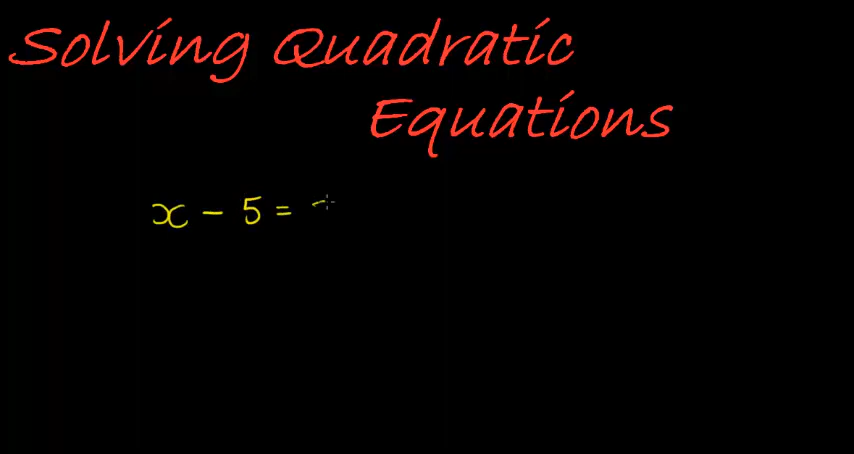 Solving Quadratic
Equations
x - 5 =